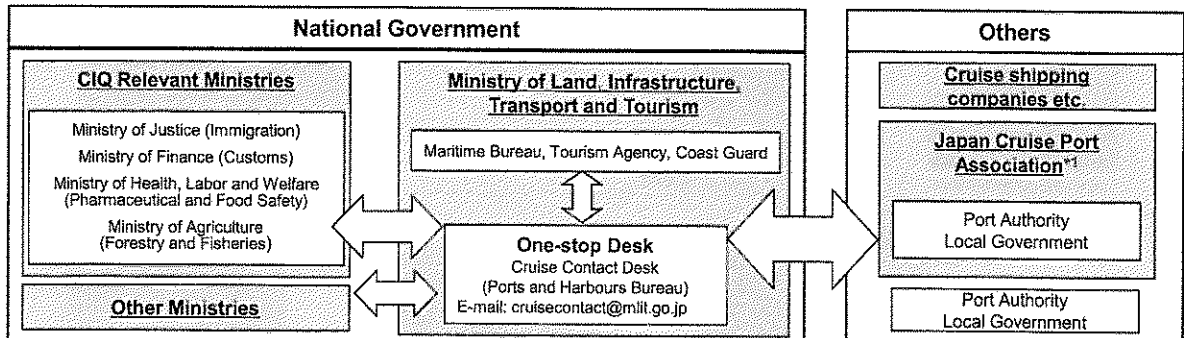 National Government
CIQ Relevant Ministries
Ministry of Justice (Immigration)
Ministry of Finance (Customs)
Ministry of Health, Labor and Welfare
(Pharmaceutical and Food Safety)
Ministry of Agriculture
(Forestry and Fisheries)
Other Ministries
Ministry of Land, Infrastructure,
Transport and Tourism
Maritime Bureau, Tourism Agency, Coast Guard
One-stop Desk
Cruise Contact Desk
(Ports and Harbours Bureau)
E-mail: cruisecontact@mlit.go.jp
Others
Cruise shipping
companies etc
Japan Cruise Port
Association*1
Port Authority
Local Government
Port Authority
Local Government